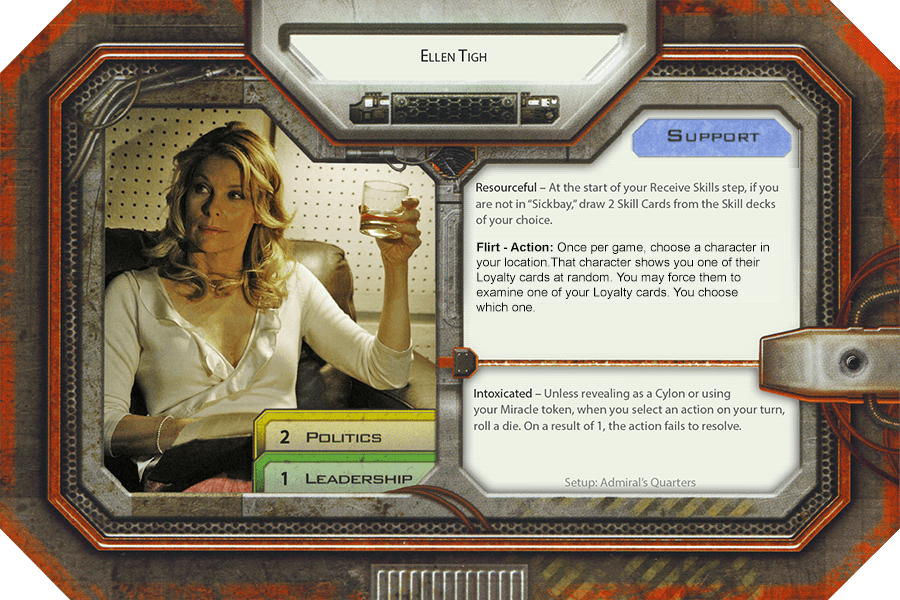 Ellen Tigh
Support
Resourceful – At the start of your Receive Skills step, if you
are not in “Sickbay,” draw 2 Skill Cards from the Skill decks
of your choice.
Flirt - Action: Once per game, choose a character in
your location.That character shows you one of their
Loyalty cards at random. You may force them to
examine one of your Loyalty cards. You choose
which one.
Intoxicated – Unless revealing as a Cylon or using
your Miracle token, when you select an action on your turn,
roll a die. On a result of 1, the action fails to resolve.
Setup: Admiral's Quarters
2 Politics
1 Leadership